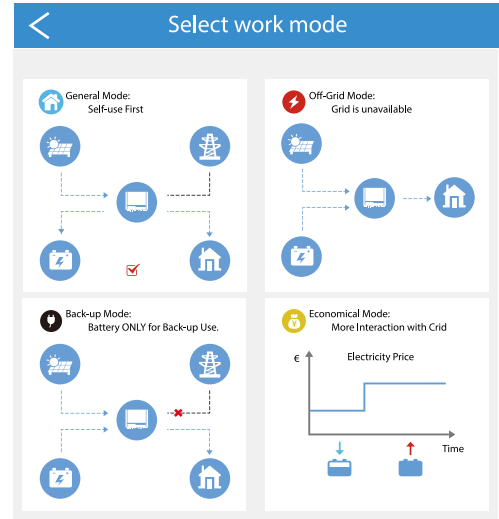 Select work mode
General Mode:
Self-use First
Off-Grid Mode:
Grid is unavailable
Back-up Mode:
Battery ONLY for Back-up Use.
Economical Mode:
More Interaction with Crid
€
Electricity Price
Time